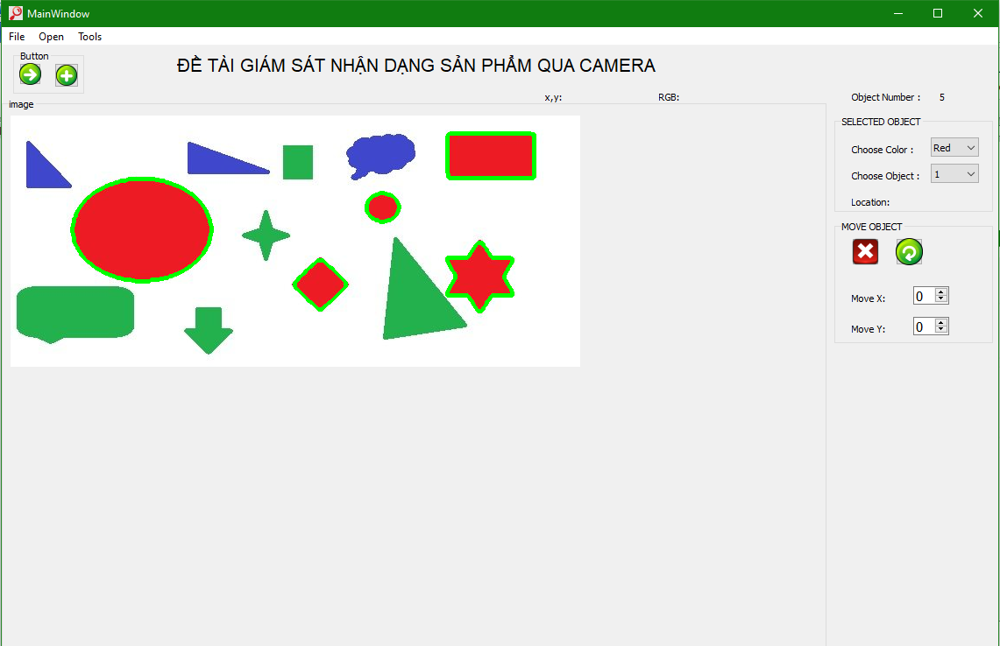 MainWindow
File Open Tools
Button
ĐỀ TÀI GIÁM SÁT NHẬN DẠNG SẢN PHẨM QUA CAMERA
x,y: RGB: Object Number : 5
image
SELECTED OBJECT
Choose Color : Red
Choose Object : 1
Location:
MOVE OBJECT
Move X: 0
Move Y: 0